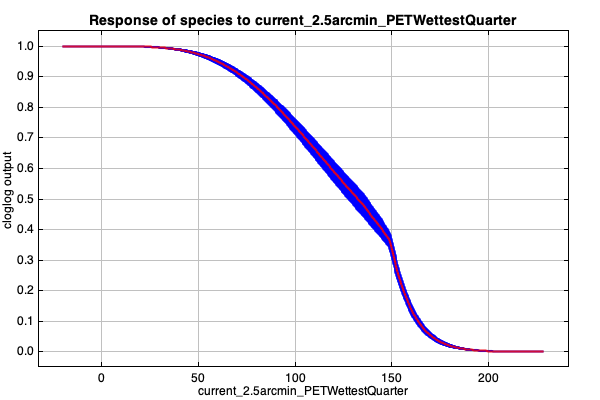 Response of species to current_2.5arcmin_PETWettestQuarter
1.0
0.9
0.8
0.7
0.6
0.5
0.4
0.3
0.2
0.1
0.0
cloglog output
0 50 100 150 200
current_2.5arcmin_PETWettestQuarter